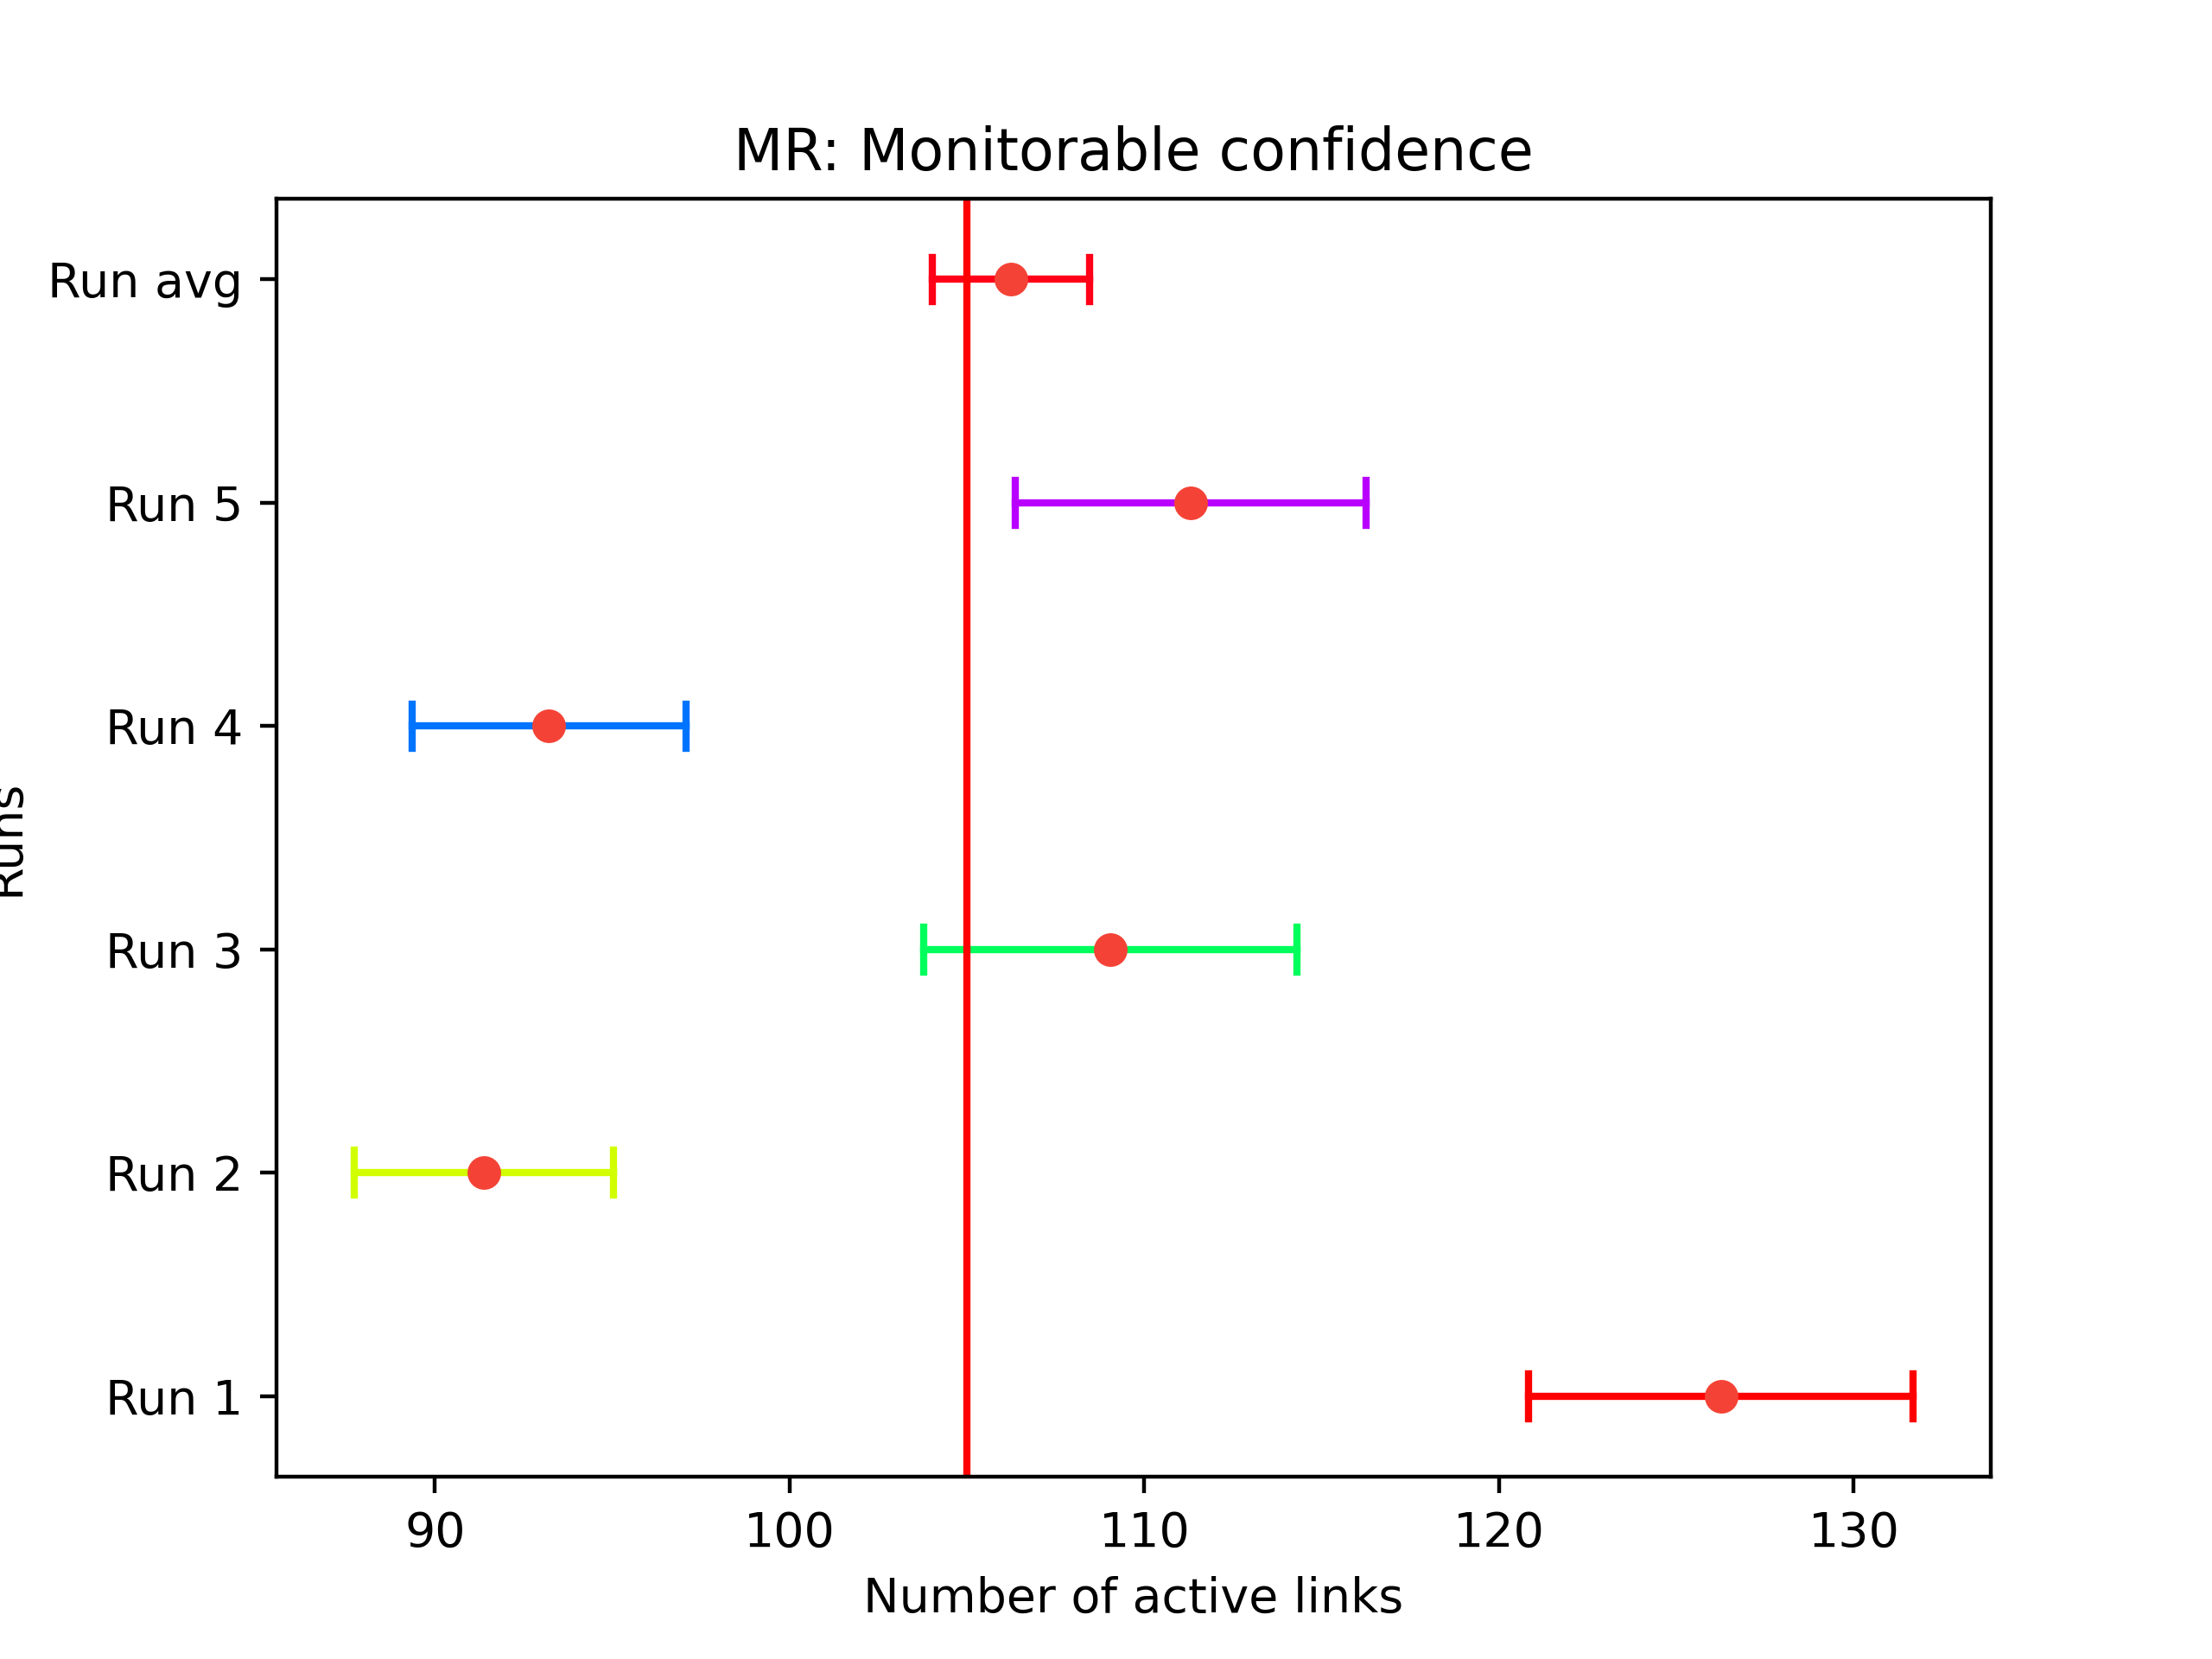 MR: Monitorable confidence
Run avg
Run 5
Run 4
Run 3
Run 2
Run 1
Runs
90 100 110 120 130
Number of active links